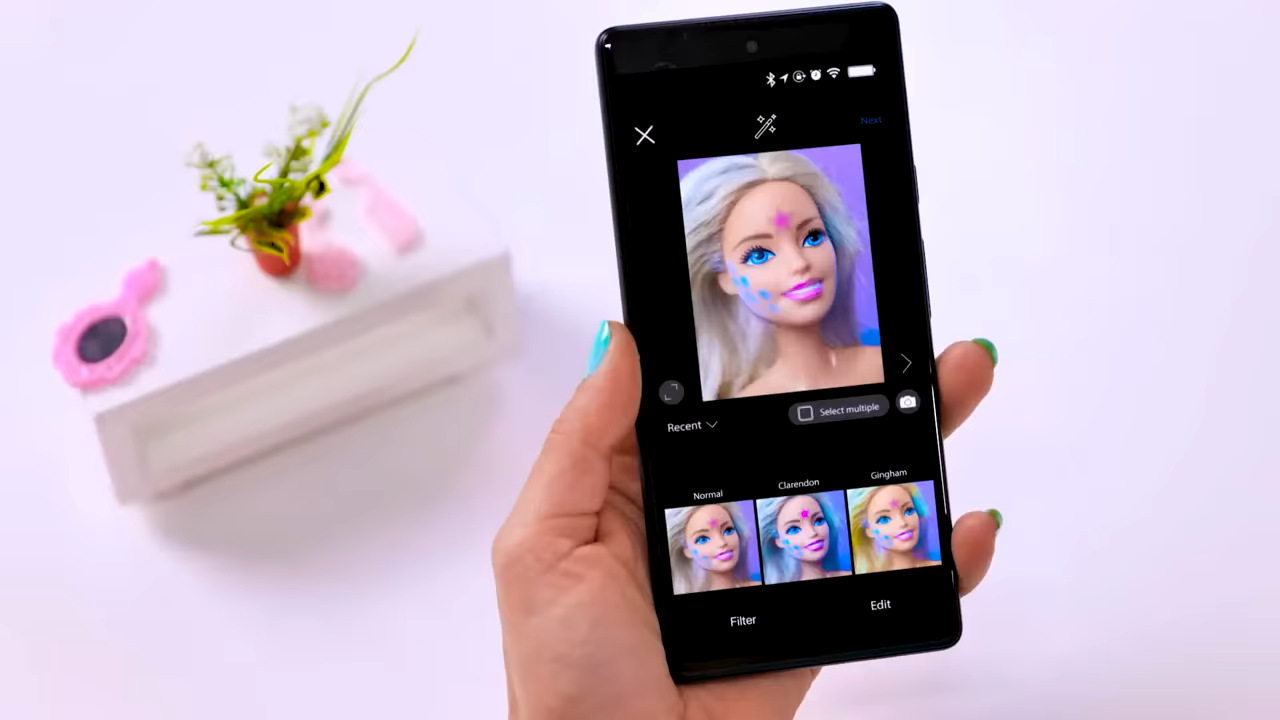 Next
Select multiple
Recent
Normal
Clarendon
Gingham
Filter
Edit